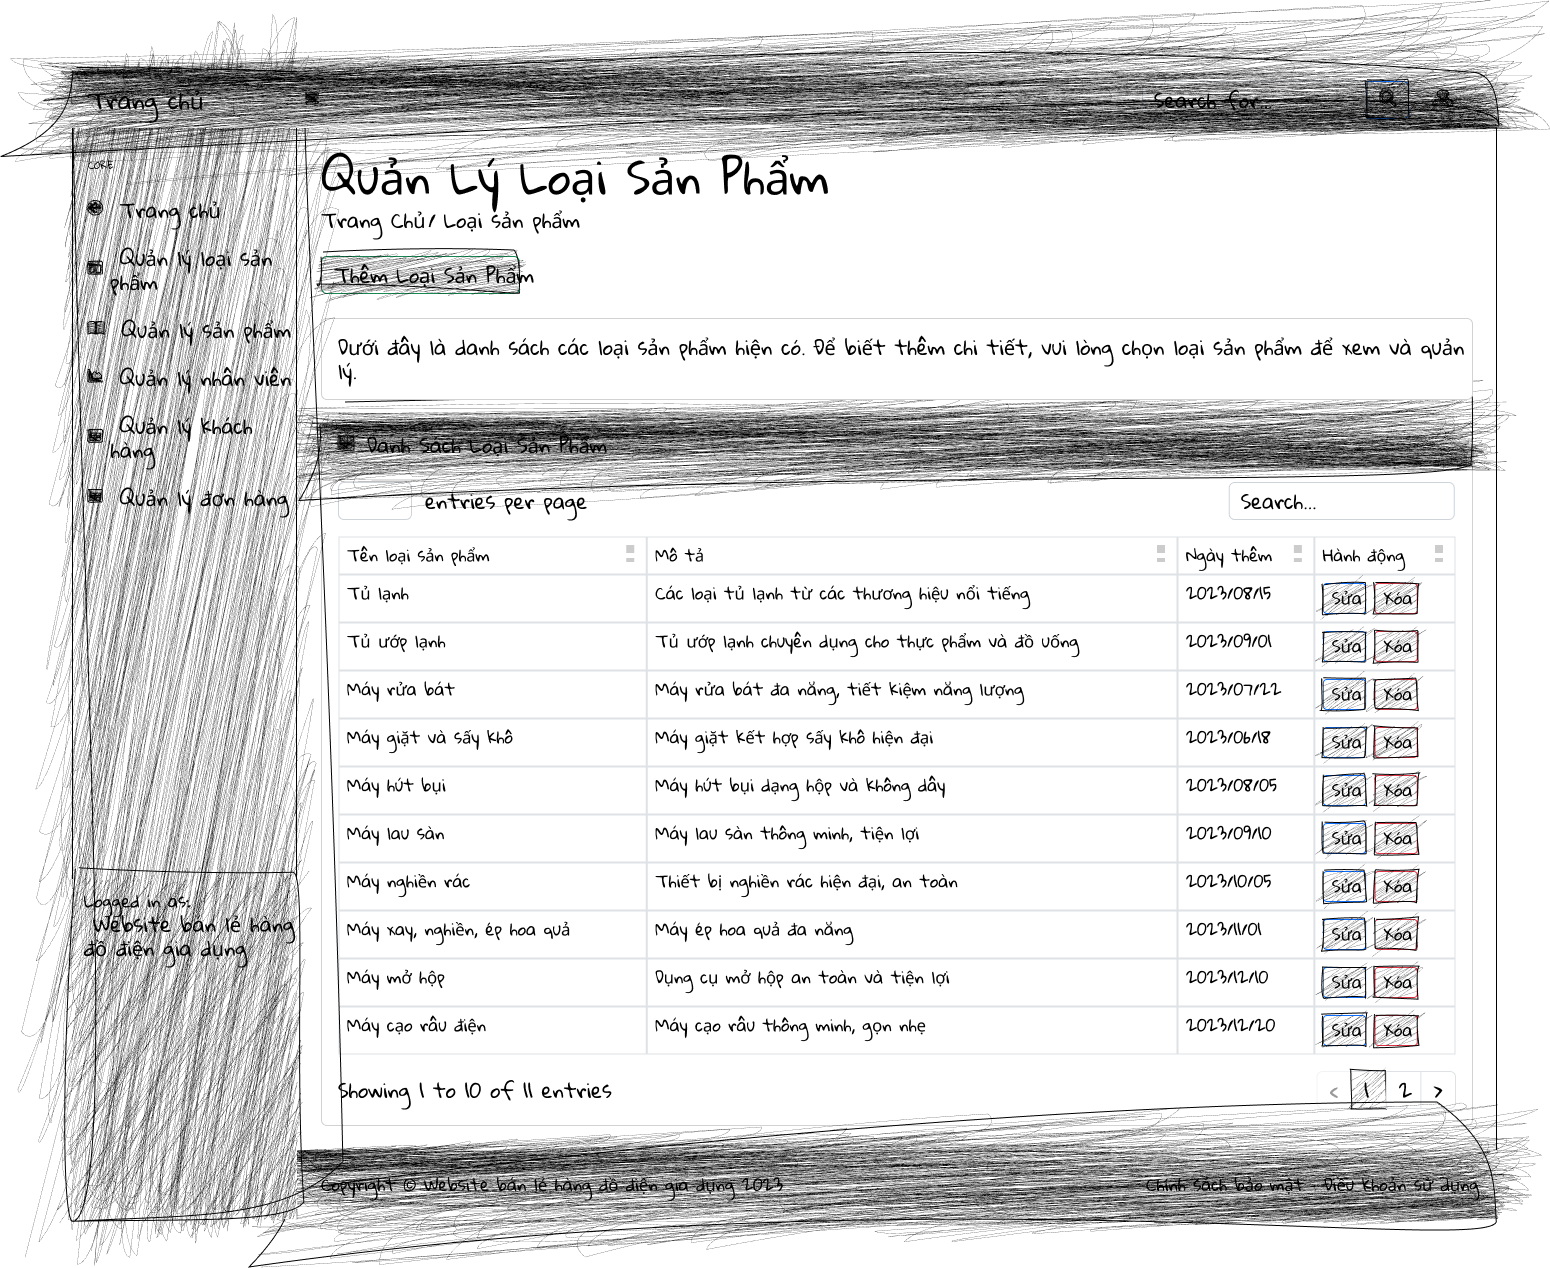 Trang chủ
Search for...
CORE
Trang chủ
Quản lý loại sản
phẩm
Quản lý sản phẩm
Quản lý nhân viên
Quản lý khách
hàng
Quản lý đơn hàng
Logged in as:
Website bán lẻ hàng
đồ điện gia dụng
Quản Lý Loại Sản Phẩm
Trang Chủ/ Loại sản phẩm
Thêm Loại Sản Phẩm
Dưới đây là danh sách các loại sản phẩm hiện có. Để biết thêm chi tiết, vui lòng chọn loại sản phẩm để xem và quản
lý.
Danh Sách Loại Sản Phẩm
entries per page
Search...
Tên loại sản phẩm Mô tả Ngày thêm Hành động
Tủ lạnh Các loại tủ lạnh từ các thương hiệu nổi tiếng 2023/08/15 Sửa Xóa
Tủ ướp lạnh Tủ ướp lạnh chuyên dụng cho thực phẩm và đồ uống 2023/09/01 Sửa Xóa
Máy rửa bát Máy rửa bát đa năng, tiết kiệm năng lượng 2023/07/22 Sửa Xóa
Máy giặt và sấy khô Máy giặt kết hợp sấy khô hiện đại 2023/06/18 Sửa Xóa
Máy hút bụi Máy hút bụi dạng hộp và không dây 2023/08/05 Sửa Xóa
Máy lau sàn Máy lau sàn thông minh, tiện lợi 2023/09/10 Sửa Xóa
Máy nghiền rác Thiết bị nghiền rác hiện đại, an toàn 2023/10/05 Sửa Xóa
Máy xay, nghiền, ép hoa quả Máy ép hoa quả đa năng 2023/11/01 Sửa Xóa
Máy mở hộp Dụng cụ mở hộp an toàn và tiện lợi 2023/12/10 Sửa Xóa
Máy cạo râu điện Máy cạo râu thông minh, gọn nhẹ 2023/12/20 Sửa Xóa
Showing 1 to 10 of 11 entries
‹ 1 2 ›
Copyright © Website bán lẻ hàng đồ điện gia dụng 2023
Chính sách bảo mật · Điều khoản sử dụng